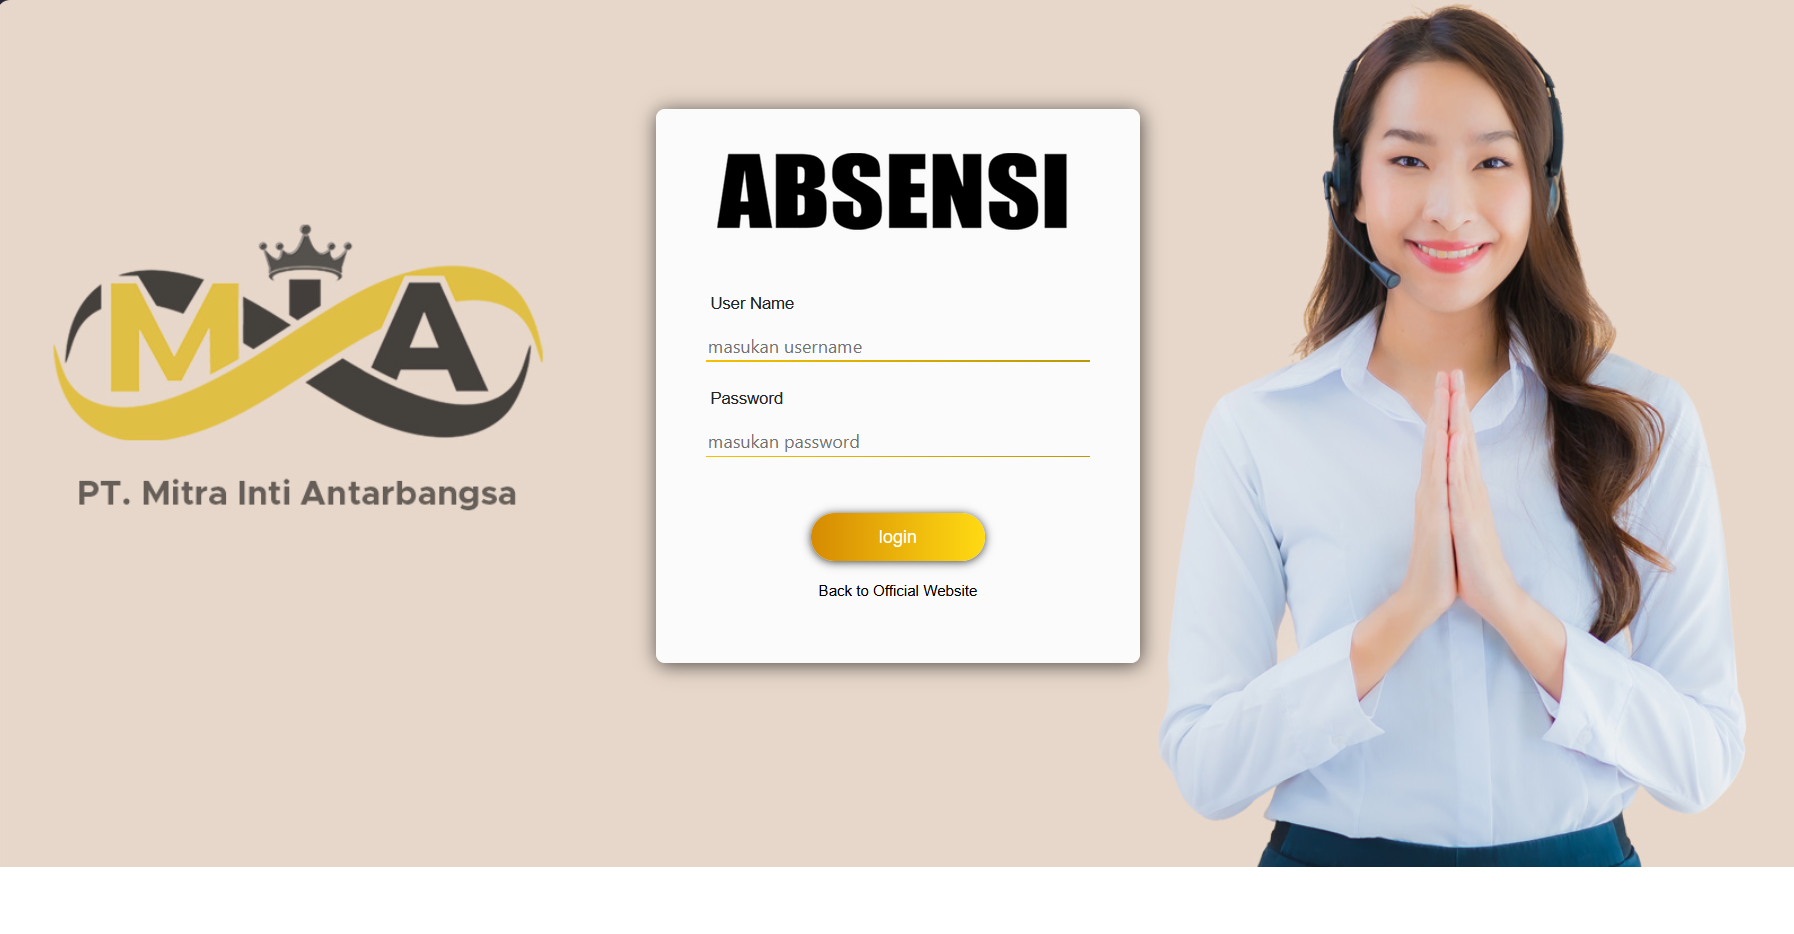 MIA
PT. Mitra Inti Antarbangsa
ABSENSI
User Name
masukan username
Password
masukan password
login
Back to Official Website